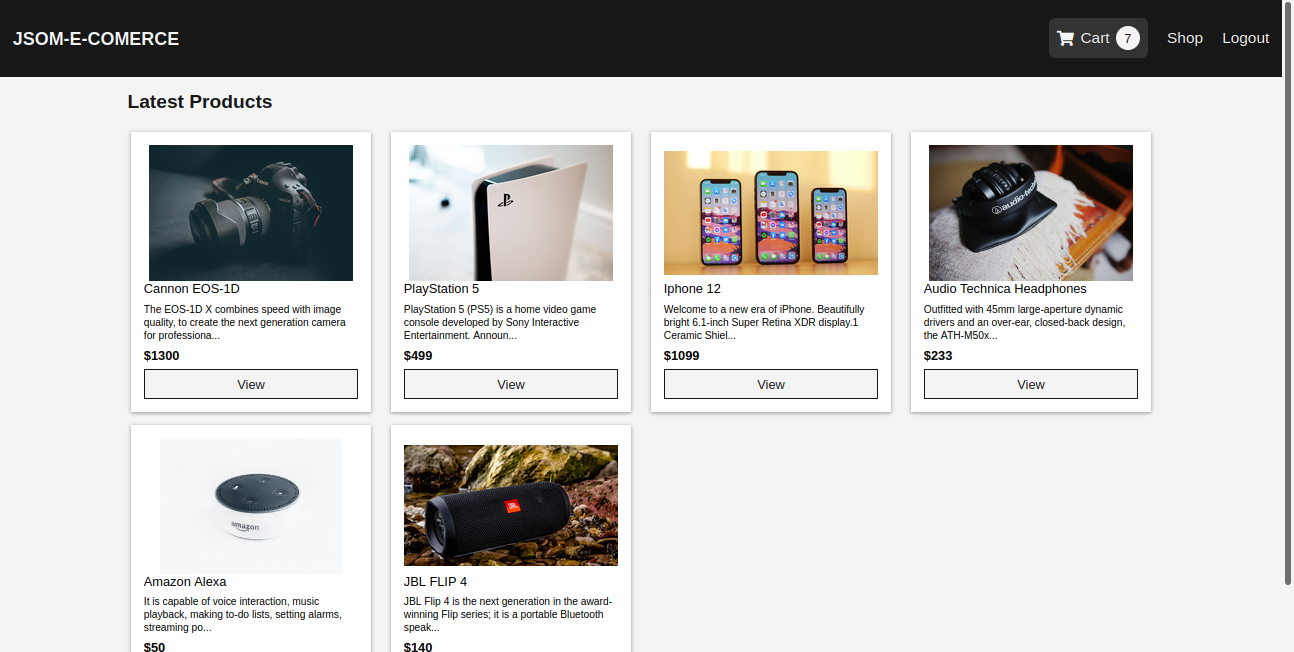 JSOM-E-COMERCE
Cart 7 Shop Logout
Latest Products
Cannon EOS-1D
The EOS-1D X combines speed with image
quality, to create the next generation camera
for professiona...
$1300
View
PlayStation 5
PlayStation 5 (PS5) is a home video game
console developed by Sony Interactive
Entertainment. Announ...
$499
View
Iphone 12
Welcome to a new era of iPhone. Beautifully
bright 6.1-inch Super Retina XDR display.1
Ceramic Shiel...
$1099
View
audio-tech
Audio Technica Headphones
Outfitted with 45mm large-aperture dynamic
drivers and an over-ear, closed-back design,
the ATH-M50x...
$233
View
amazon
Amazon Alexa
It is capable of voice interaction, music
playback, making to-do lists, setting alarms,
streaming po...
$50
JBL
JBL FLIP 4
JBL Flip 4 is the next generation in the award-
winning Flip series; it is a portable Bluetooth
speak...
$140